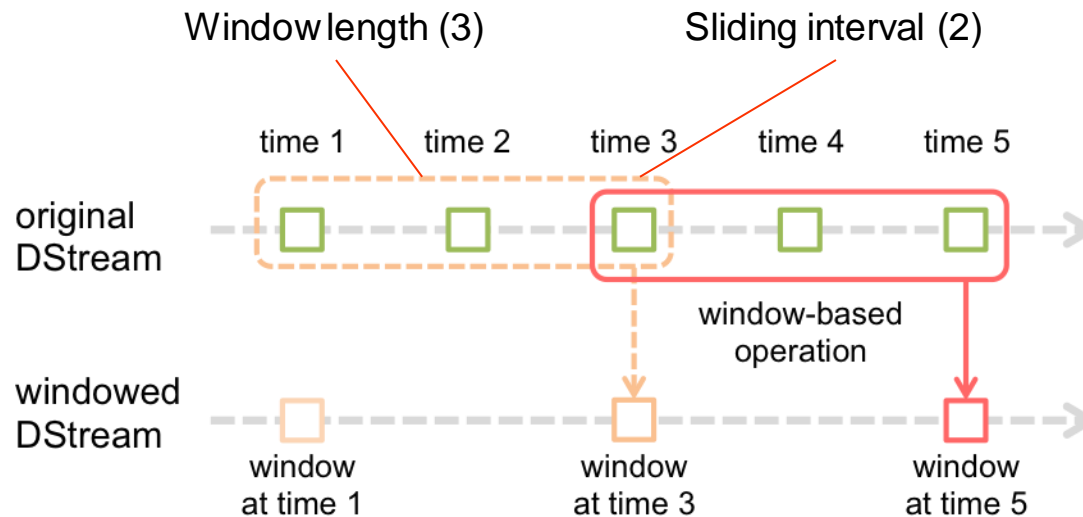 Window length (3)
Sliding interval (2)
time 1
time 2
time 3
time 4
time 5
original
DStream
window-based
operation
windowed
DStream
window
at time 1
window
at time 3
window
at time 5